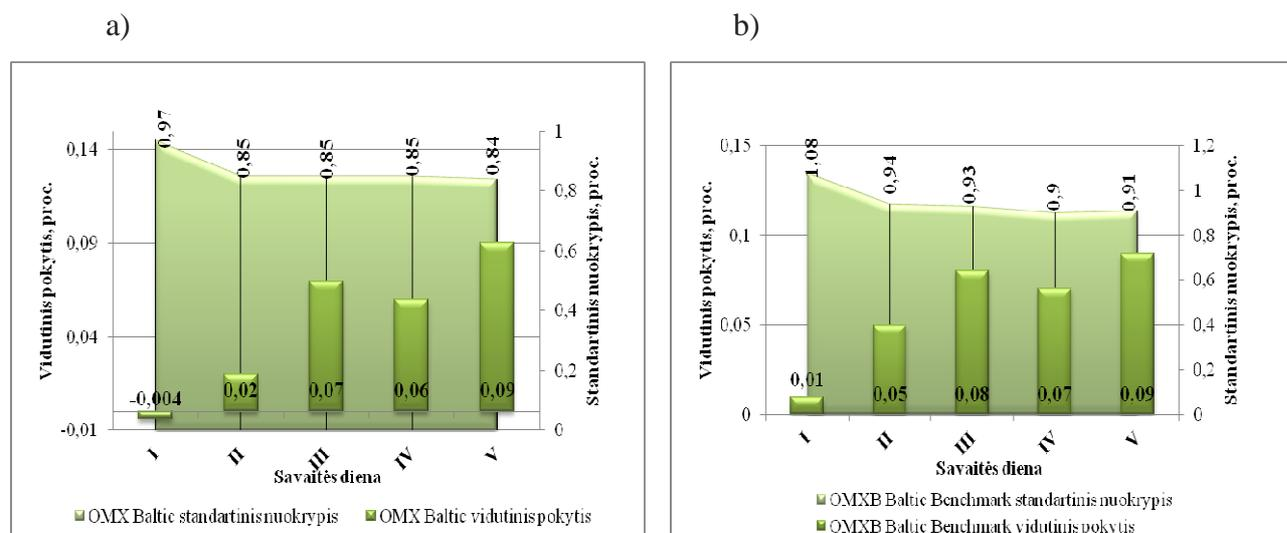 a)
b)
Vidutinis pokytis, proc.
0,14
0,09
0,04
-0,01
0,97
0,85
0,85
0,85
0,84
-0,004
0,02
0,07
0,06
0,09
1
0,8
0,6
0,4
0,2
0
Standartinis nuokrypis, proc.
I
II
III
IV
V
Savaitės diena
OMX Baltic standartinis nuokrypis
OMX Baltic vidutinis pokytis
Vidutinis pokytis, proc.
0,15
0,1
0,05
0
1,08
0,94
0,93
0,9
0,91
0,01
0,05
0,08
0,07
0,09
1,2
1
0,8
0,6
0,4
0,2
0
Standartinis nuokrypis, proc.
I
II
III
IV
V
Savaitės diena
OMXB Baltic Benchmark standartinis nuokrypis
OMXB Baltic Benchmark vidutinis pokytis